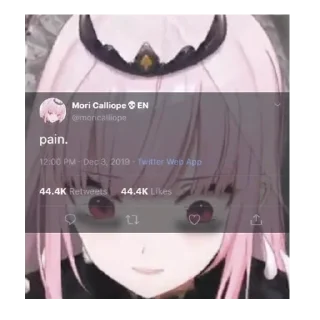 Mori Calliope💀EN
@moricalliope
pain.
12:00 PM · Dec 3, 2019 · Twitter Web App
44.4K Retweets 44.4K Likes